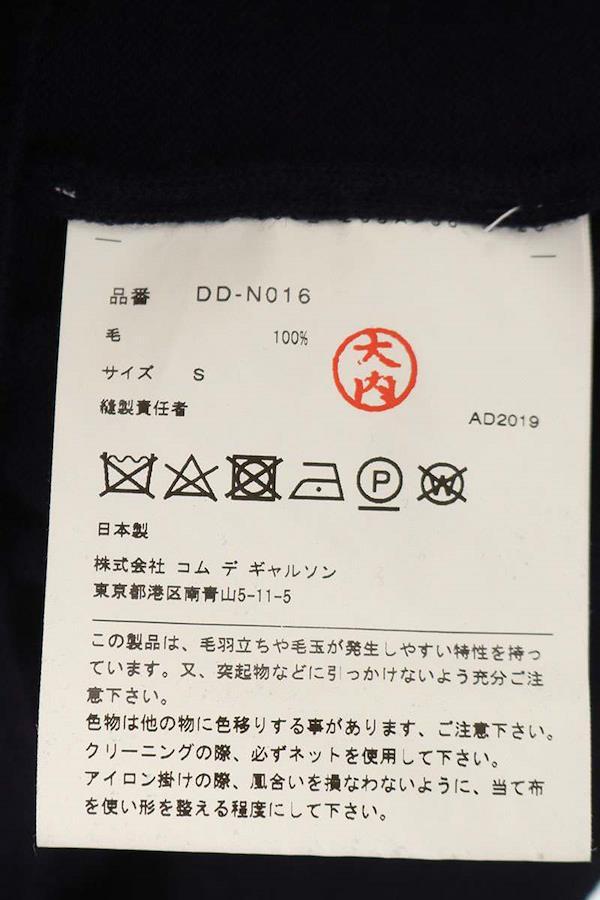 品番 DD-N016
毛 100%
サイズ S
大内
縫製責任者
AD2019
P W
日本製
株式会社 コム デ ギャルソン
東京都港区南青山5-11-5
この製品は、毛羽立ちや毛玉が発生しやすい特性を持っ
ています。又、突起物などに引っかけないよう充分ご注
意下さい。
色物は他の物に色移りする事があります、ご注意下さい。
クリーニングの際、必ずネットを使用して下さい。
アイロン掛けの際、風合いを損なわないように、当て布
を使い形を整える程度にして下さい。